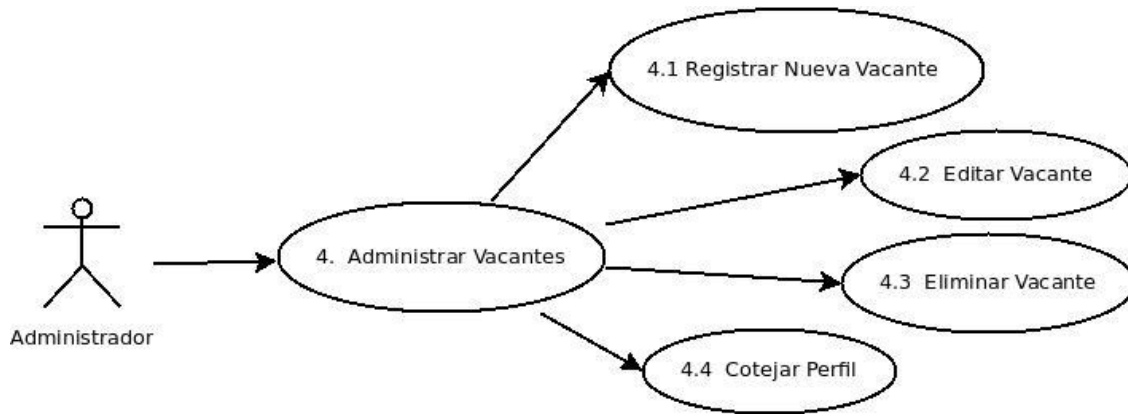 4.1 Registrar Nueva Vacante
4.2 Editar Vacante
4. Administrar Vacantes
4.3 Eliminar Vacante
Administrador
4.4 Cotejar Perfil